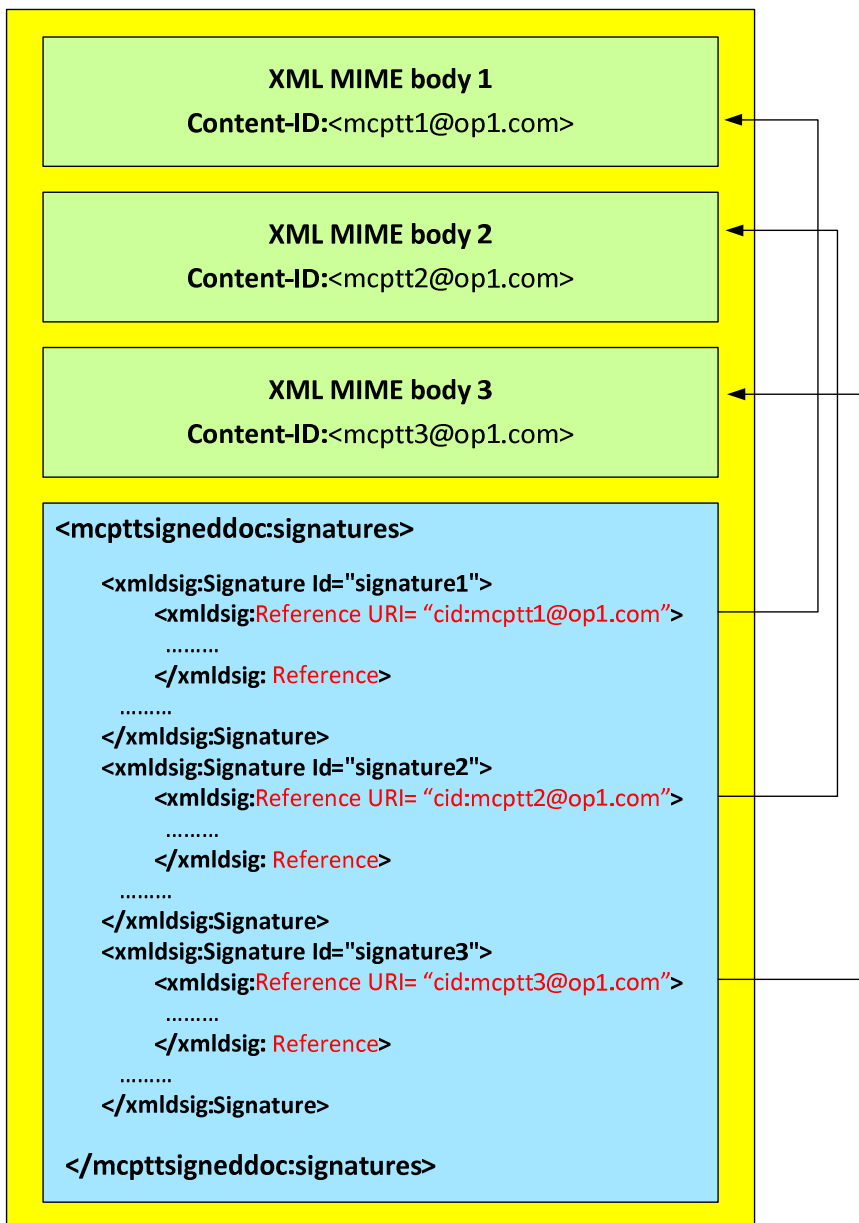 XML MIME body 1
Content-ID:<mcptt1@op1.com>
XML MIME body 2
Content-ID:<mcptt2@op1.com>
XML MIME body 3
Content-ID:<mcptt3@op1.com>
<mcpttsigneddoc:signatures>
<xmldsig:Signature Id="signature1">
<xmldsig:Reference URI= “cid:mcptt1@op1.com”>
………
</xmldsig: Reference>
………
</xmldsig:Signature>
<xmldsig:Signature Id="signature2">
<xmldsig:Reference URI= “cid:mcptt2@op1.com”>
………
</xmldsig: Reference>
………
</xmldsig:Signature>
<xmldsig:Signature Id="signature3">
<xmldsig:Reference URI= “cid:mcptt3@op1.com”>
………
</xmldsig: Reference>
………
</xmldsig:Signature>
</mcpttsigneddoc:signatures>